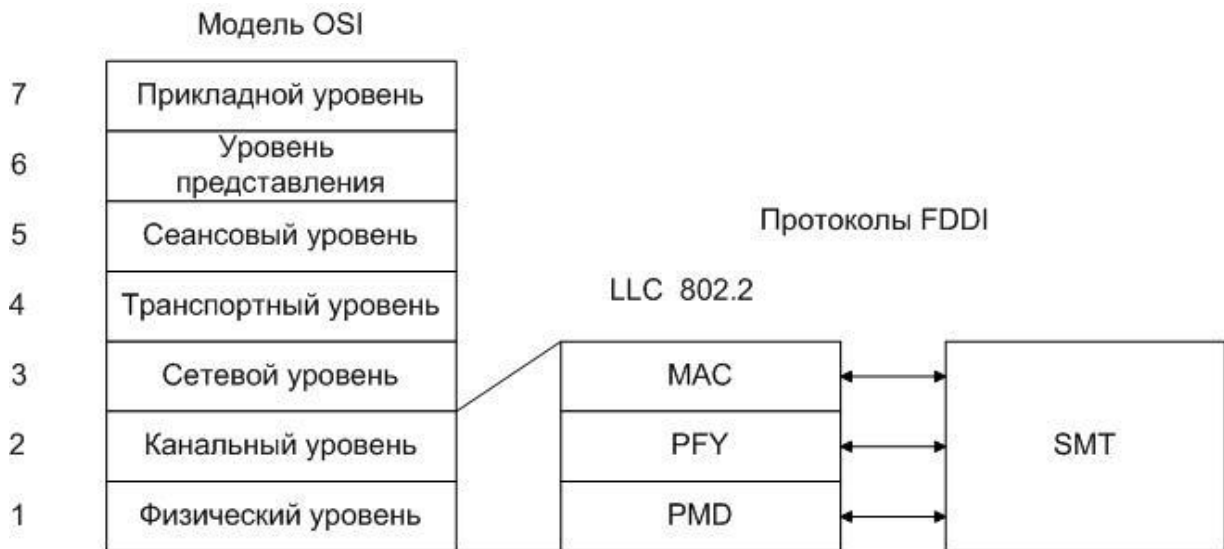 Модель OSI
7 Прикладной уровень
6 Уровень
представления
5 Сеансовый уровень
Протоколы FDDI
4 Транспортный уровень
LLC 802.2
3 Сетевой уровень MAC
2 Канальный уровень PFY SMT
1 Физический уровень PMD